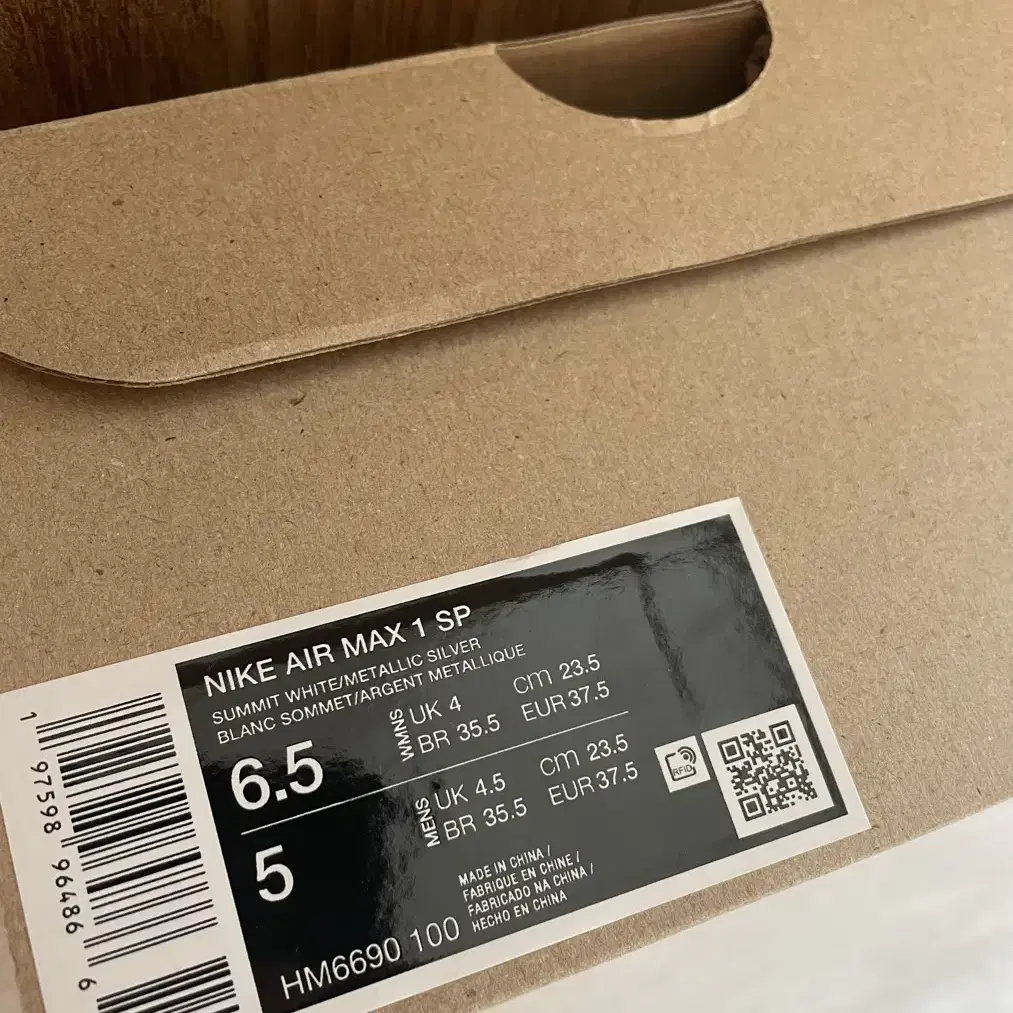 NIKE AIR MAX 1 SP
SUMMIT WHITE/METALLIC SILVER
BLANC SOMMET/ARGENT METALLIQUE
6.5
WMNS
UK 4 cm 23.5
BR 35.5 EUR 37.5
5
MENS
UK 4.5 cm 23.5
BR 35.5 EUR 37.5
MADE IN CHINA /
FABRIQUE EN CHINE /
FABRICADO NA CHINA /
HECHO EN CHINA
HM6690 100
RFID
1 97598 96486 6